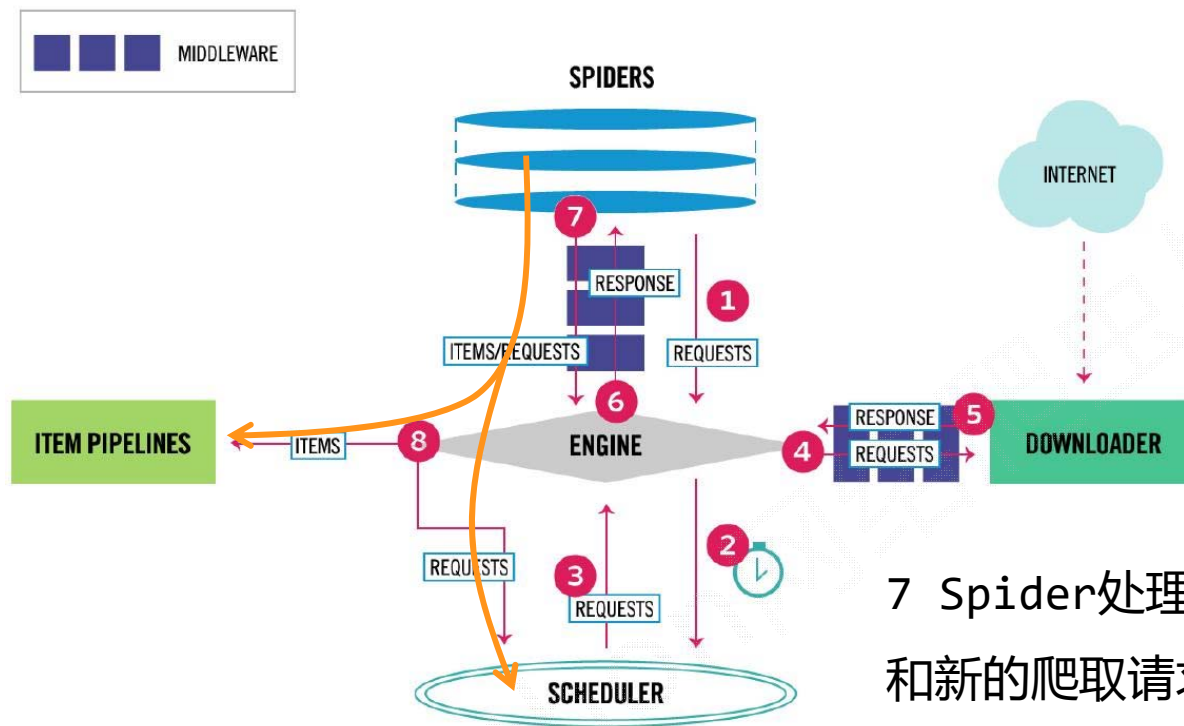 MIDDLEWARE
SPIDERS
INTERNET
7
RESPONSE
1
ITEMS/REQUESTS
REQUESTS
6
ITEM PIPELINES
ITEMS
8
ENGINE
4
RESPONSE
5
REQUESTS
DOWNLOADER
2
REQUESTS
3
REQUESTS
SCHEDULER
7 Spider处理
和新的爬取请求